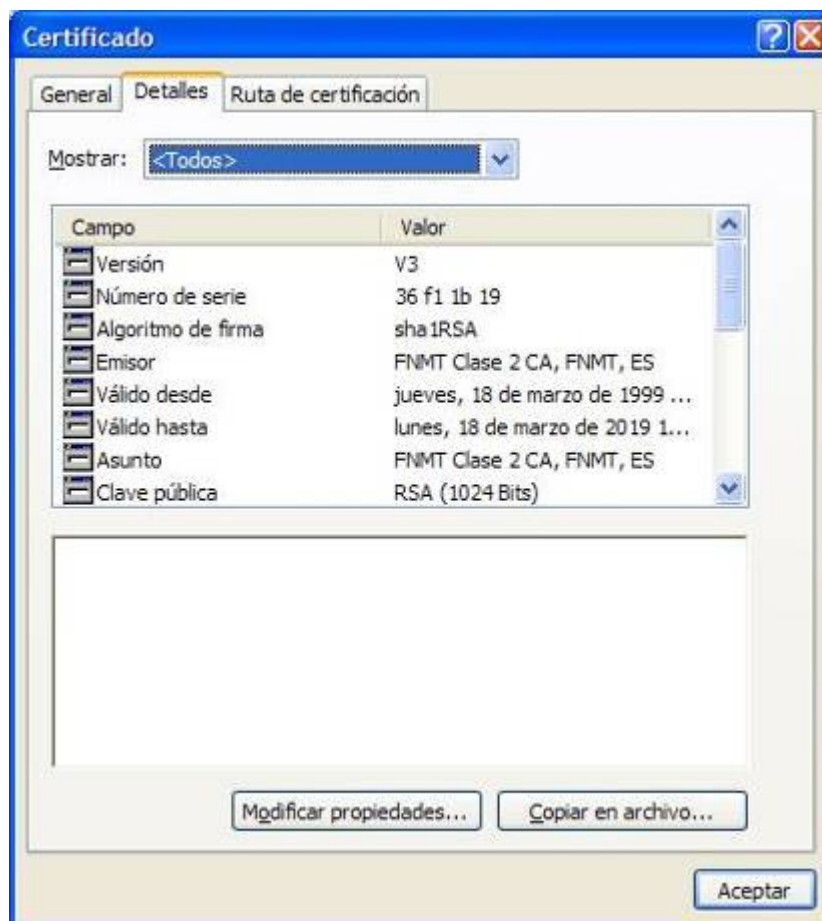 Certificado
General Detalles Ruta de certificación
Mostrar: <Todos>
Campo Valor
Versión V3
Número de serie 36 f1 1b 19
Algoritmo de firma sha1RSA
Emisor FNMT Clase 2 CA, FNMT, ES
Válido desde jueves, 18 de marzo de 1999 ...
Válido hasta lunes, 18 de marzo de 2019 1...
Asunto FNMT Clase 2 CA, FNMT, ES
Clave pública RSA (1024 Bits)
Modificar propiedades... Copiar en archivo...
Aceptar